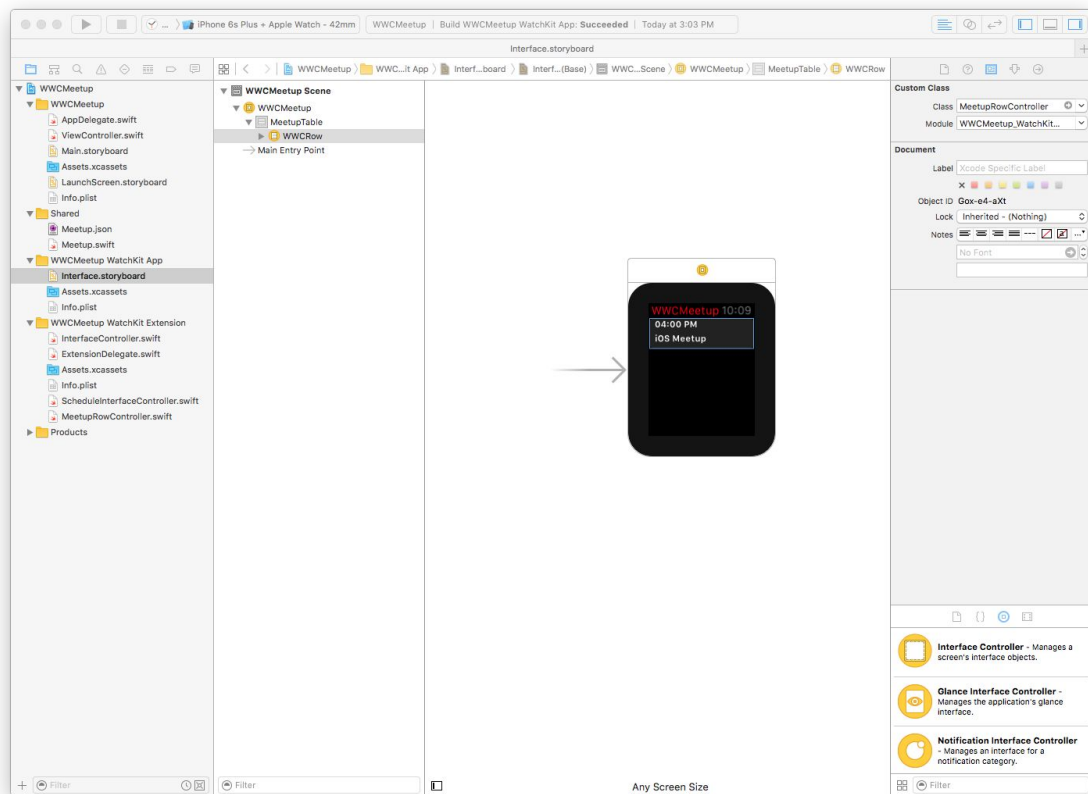 ... iPhone 6s Plus + Apple Watch - 42mm
WWCMeetup | Build WWCMeetup WatchKit App: Succeeded | Today at 3:03 PM
Interface.storyboard
WWCMeetup WWC...it App Interf...board Interf...(Base) WWC...Scene WWCMeetup MeetupTable WWCRow
WWCMeetup
WWCMeetup
AppDelegate.swift
ViewController.swift
Main.storyboard
Assets.xcassets
LaunchScreen.storyboard
Info.plist
Shared
Meetup.json
Meetup.swift
WWCMeetup WatchKit App
Interface.storyboard
Assets.xcassets
Info.plist
WWCMeetup WatchKit Extension
InterfaceController.swift
ExtensionDelegate.swift
Assets.xcassets
Info.plist
ScheduleInterfaceController.swift
MeetupRowController.swift
Products
Filter
WWCMeetup Scene
WWCMeetup
MeetupTable
WWCRow
Main Entry Point
Filter
WWCMeetup 10:09
04:00 PM
iOS Meetup
Any Screen Size
Custom Class
Class MeetupRowController
Module WWCMeetup_WatchKit...
Document
Label Xcode Specific Label
Object ID Gox-e4-aXt
Lock Inherited - (Nothing)
Notes
No Font
Interface Controller - Manages a
screen's interface objects.
Glance Interface Controller -
Manages the application's glance
interface.
Notification Interface Controller
- Manages an interface for a
notification category.
Filter